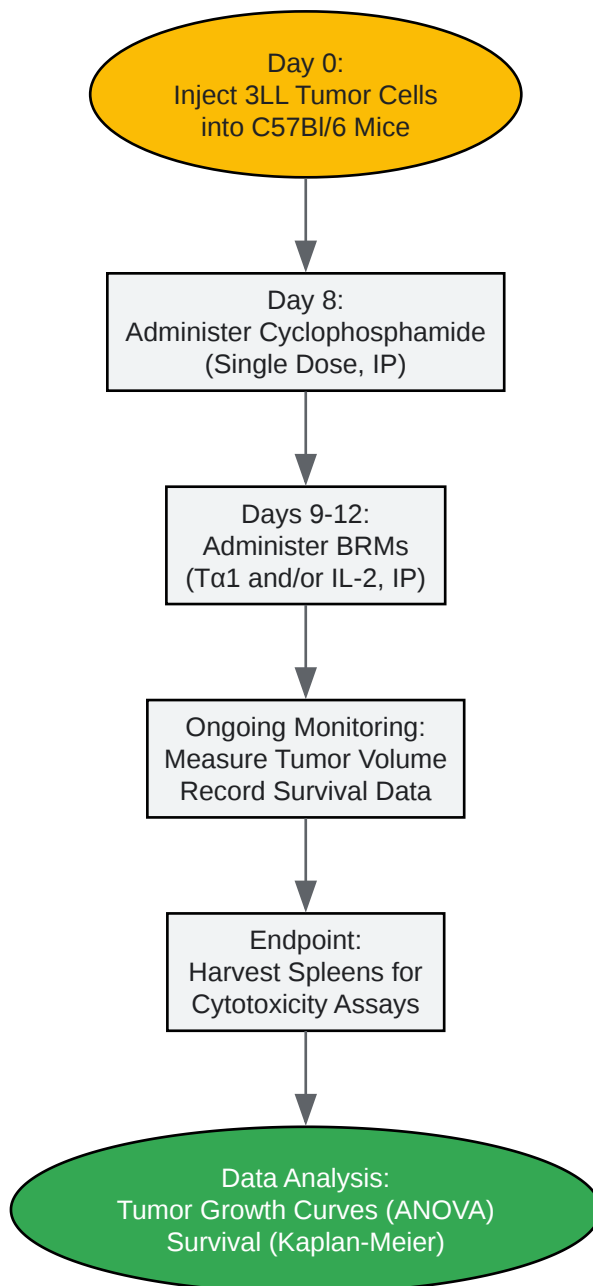 Day 0:
Inject 3LL Tumor Cells
into C57Bl/6 Mice
Day 8:
Administer Cyclophosphamide
(Single Dose, IP)
Days 9-12:
Administer BRMs
(Tα1 and/or IL-2, IP)
Ongoing Monitoring:
Measure Tumor Volume
Record Survival Data
Endpoint:
Harvest Spleens for
Cytotoxicity Assays
Data Analysis:
Tumor Growth Curves (ANOVA)
Survival (Kaplan-Meier)